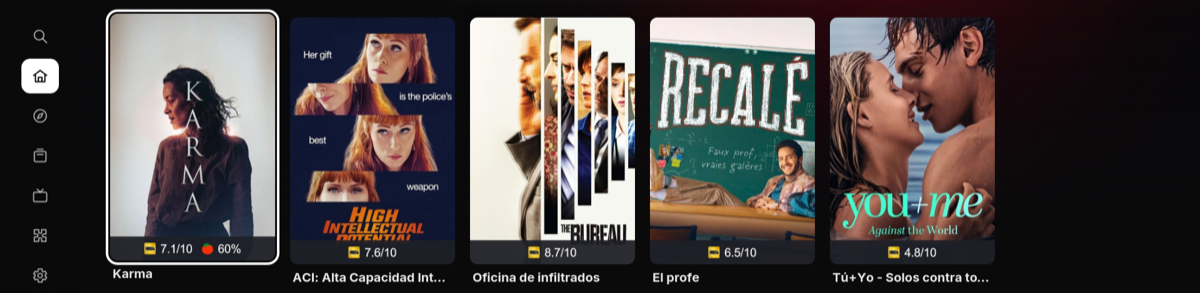 KARMA
7.1/10 60%
Karma
Her gift
is the police's
best
weapon
HIGH
INTELLECTUAL
POTENTIAL
7.6/10
ACI: Alta Capacidad Int...
THE BUREAU
8.7/10
Oficina de infiltrados
RECALÉ
Faux prof,
vraies galères
6.5/10
El profe
you+me
Against the World
4.8/10
Tú+Yo - Solos contra to...